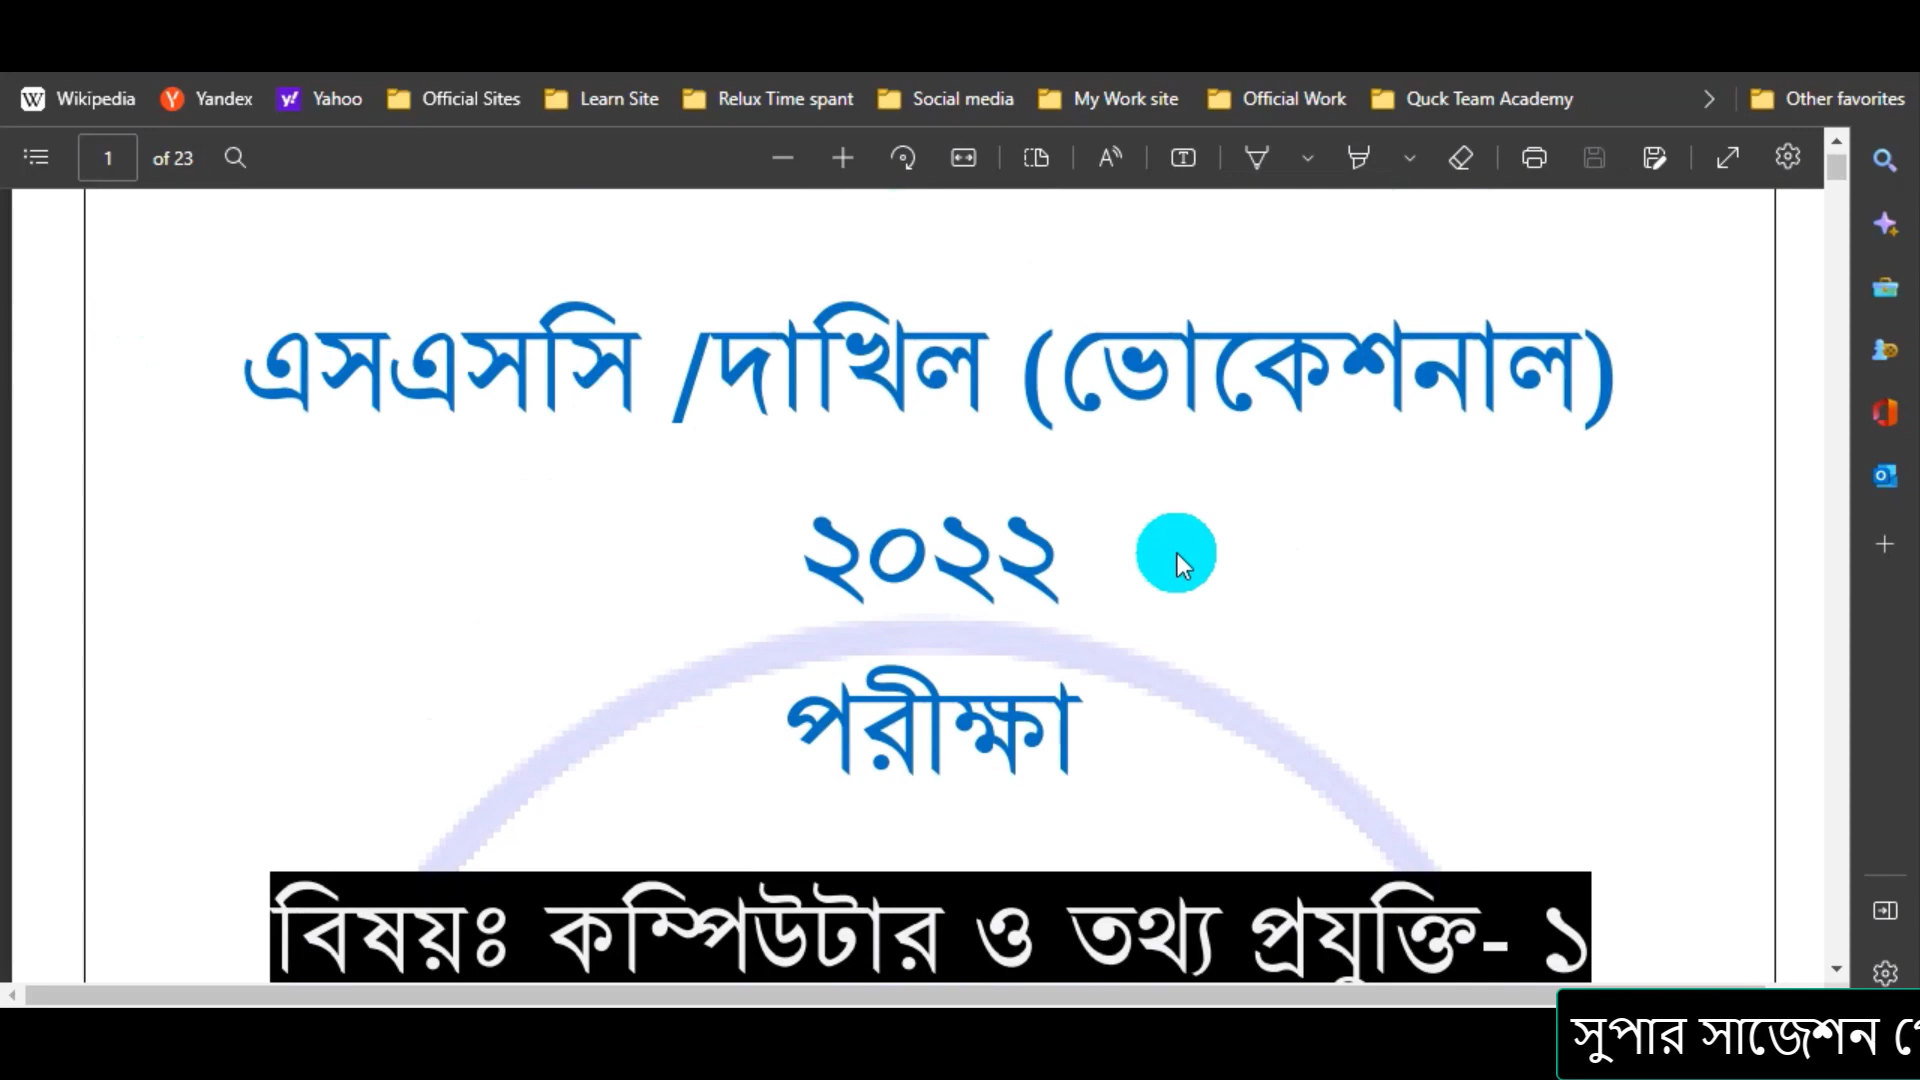 Wikipedia Yandex Yahoo Official Sites Learn Site Relux Time spant Social media My Work site Official Work Quck Team Academy Other favorites
1 of 23
এসএসসি /দাখিল (ভোকেশনাল)
২০২২
পরীক্ষা
বিষয়ঃ কম্পিউটার ও তথ্য প্রযুক্তি- ১
সুপার সাজেশন